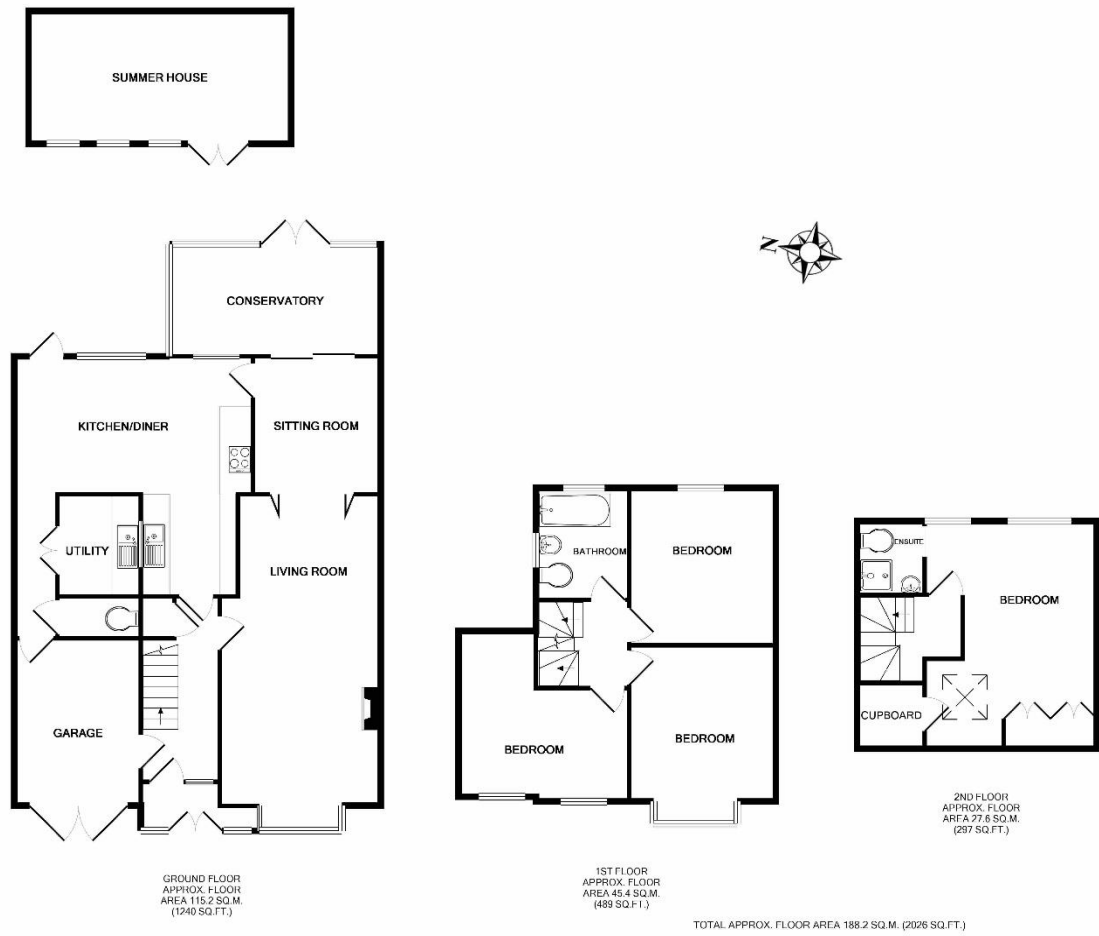 SUMMER HOUSE
N
CONSERVATORY
KITCHEN/DINER
SITTING ROOM
UTILITY
LIVING ROOM
GARAGE
BATHROOM
BEDROOM
BEDROOM
BEDROOM
ENSUITE
BEDROOM
CUPBOARD
GROUND FLOOR
APPROX. FLOOR
AREA 115.2 SQ.M.
(1240 SQ.FT.)
1ST FLOOR
APPROX. FLOOR
AREA 45.4 SQ.M.
(489 SQ.FT.)
2ND FLOOR
APPROX. FLOOR
AREA 27.6 SQ.M.
(297 SQ.FT.)
TOTAL APPROX. FLOOR AREA 188.2 SQ.M. (2026 SQ.FT.)